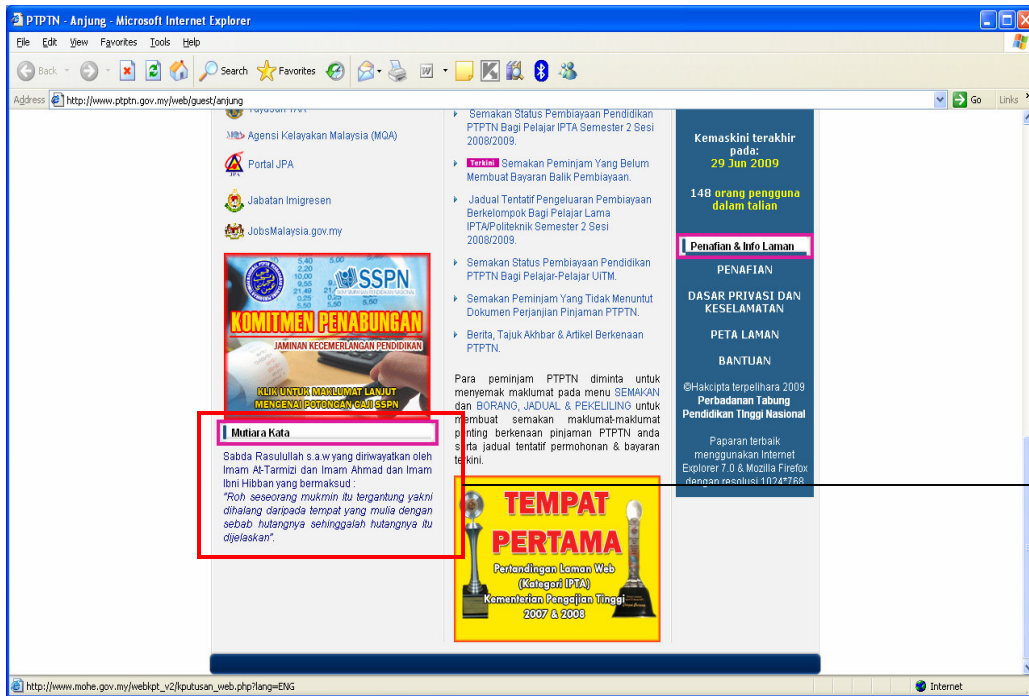 PTPTN - Anjung - Microsoft Internet Explorer
File Edit View Favorites Tools Help
Back Search Favorites
Address http://www.ptptn.gov.my/web/guest/anjung Go Links
Yayasan TAR
Agensi Kelayakan Malaysia (MQA)
Portal JPA
Jabatan Imigresen
JobsMalaysia.gov.my
SSPN
KOMITMEN PENABUNGAN
JAMINAN KECEMERLANGAN PENDIDIKAN
KLIK UNTUK MAKLUMAT LANJUT
MENGENAI POTONGAN GAJI SSPN
Mutiara Kata
Sabda Rasulullah s.a.w yang diriwayatkan oleh
Imam At-Tarmizi dan Imam Ahmad dan Imam
Ibni Hibban yang bermaksud :
"Roh seseorang mukmin itu tergantung yakni
dihalang daripada tempat yang mulia dengan
sebab hutangnya sehinggalah hutangnya itu
dijelaskan".
Semakan Status Pembiayaan Pendidikan
PTPTN Bagi Pelajar IPTA Semester 2 Sesi
2008/2009.
Terkini Semakan Peminjam Yang Belum
Membuat Bayaran Balik Pembiayaan.
Jadual Tentatif Pengeluaran Pembiayaan
Berkelompok Bagi Pelajar Lama
IPTA/Politeknik Semester 2 Sesi
2008/2009.
Semakan Status Pembiayaan Pendidikan
PTPTN Bagi Pelajar-Pelajar UiTM.
Semakan Peminjam Yang Tidak Menuntut
Dokumen Perjanjian Pinjaman PTPTN.
Berita, Tajuk Akhbar & Artikel Berkenaan
PTPTN.
Para peminjam PTPTN diminta untuk
menyemak maklumat pada menu SEMAKAN
dan BORANG, JADUAL & PEKELILING untuk
membuat semakan maklumat-maklumat
penting berkenaan pinjaman PTPTN anda
serta jadual tentatif permohonan & bayaran
terkini.
TEMPAT
PERTAMA
Pertandingan Laman Web
(Kategori IPTA)
Kementerian Pengajian Tinggi
2007 & 2008
Kemaskini terakhir
pada:
29 Jun 2009
148 orang pengguna
dalam talian
Penafian & Info Laman
PENAFIAN
DASAR PRIVASI DAN
KESELAMATAN
PETA LAMAN
BANTUAN
©Hakcipta terpelihara 2009
Perbadanan Tabung
Pendidikan TInggi Nasional
Paparan terbaik
menggunakan Internet
Explorer 7.0 & Mozilla Firefox
dengan resolusi 1024*768
http://www.mohe.gov.my/webkpt_v2/kputusan_web.php?lang=ENG Internet